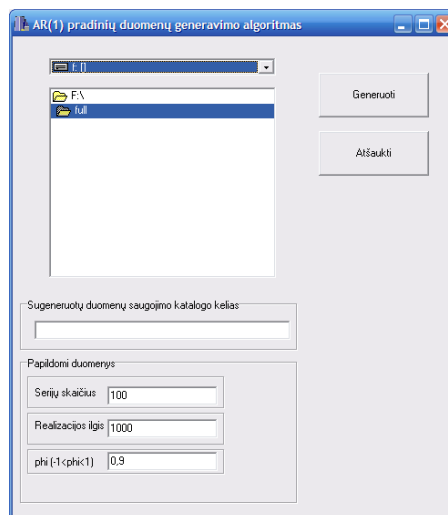 AR(1) pradinių duomenų generavimo algoritmas
f: []
F:\
full
Generuoti
Atšaukti
Sugeneruotų duomenų saugojimo katalogo kelias
Papildomi duomenys
Serijų skaičius 100
Realizacijos ilgis 1000
phi (-1<phi<1) 0,9